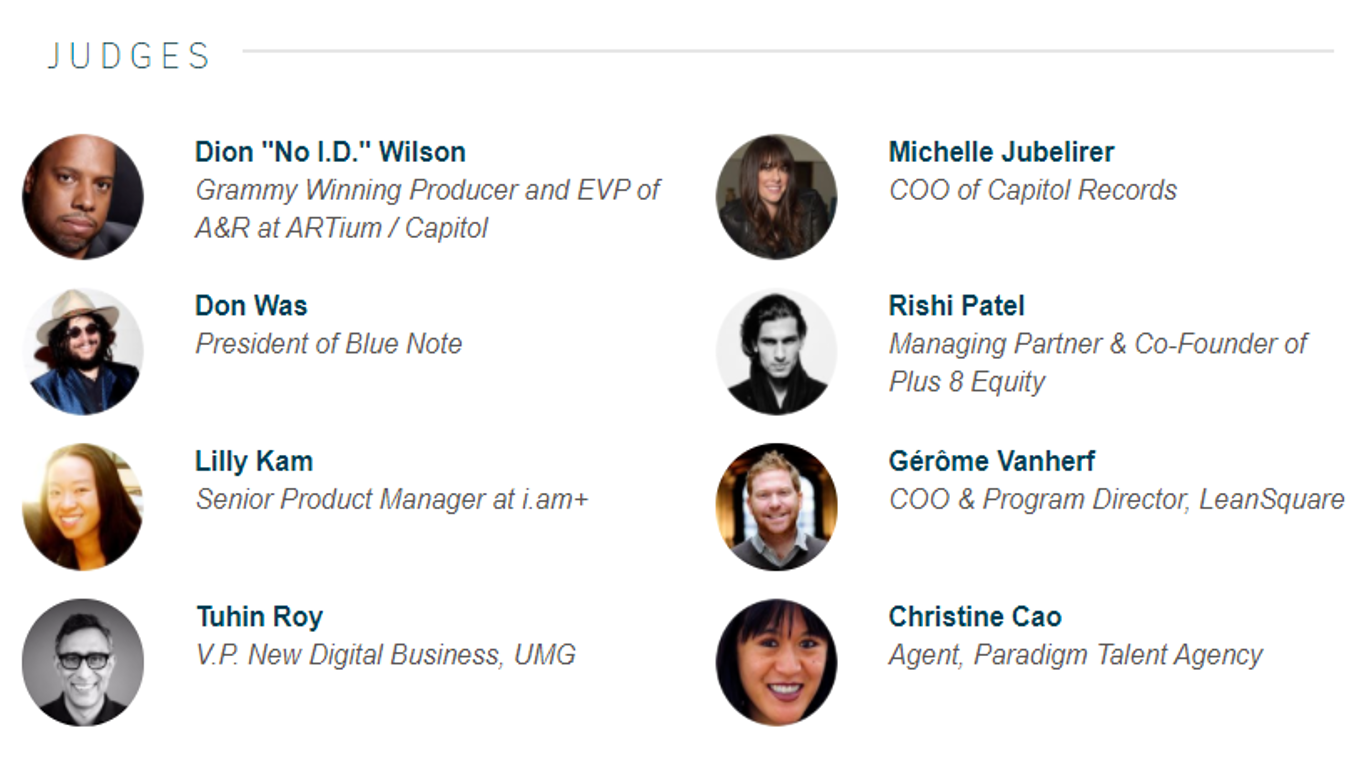 JUDGES
Dion "No I.D." Wilson
Grammy Winning Producer and EVP of
A&R at ARTium / Capitol
Michelle Jubelirer
COO of Capitol Records
Don Was
President of Blue Note
Rishi Patel
Managing Partner & Co-Founder of
Plus 8 Equity
Lilly Kam
Senior Product Manager at i.am+
Gérôme Vanherf
COO & Program Director, LeanSquare
Tuhin Roy
V.P. New Digital Business, UMG
Christine Cao
Agent, Paradigm Talent Agency